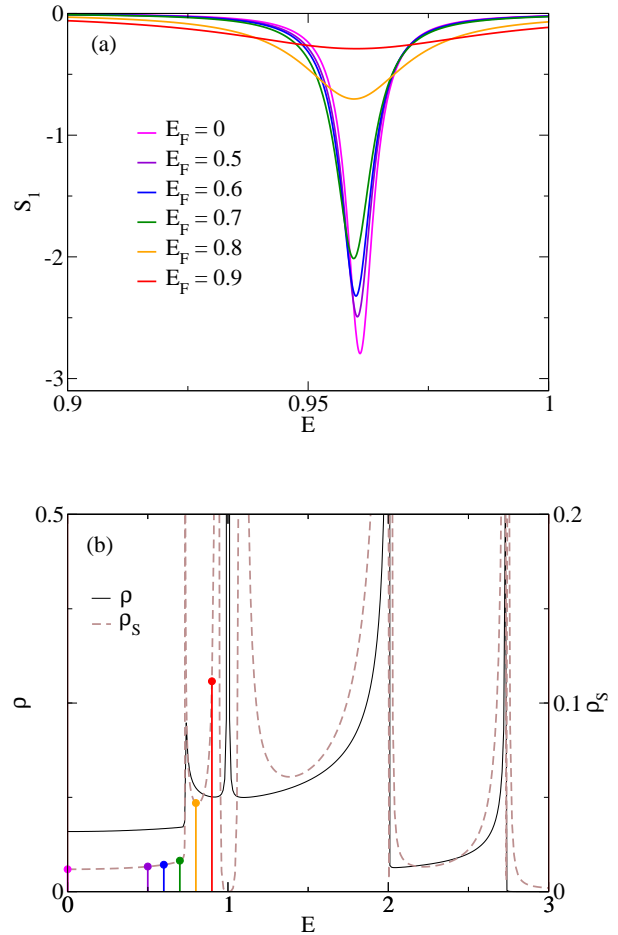 0
(a)
-1
E_F = 0
E_F = 0.5
E_F = 0.6
E_F = 0.7
E_F = 0.8
E_F = 0.9
S_1
-2
-3
0.9
0.95
1
E
0.5
0.2
(b)
ρ
ρ_S
ρ
0.1
ρ_S
0
0
0
1
2
3
E